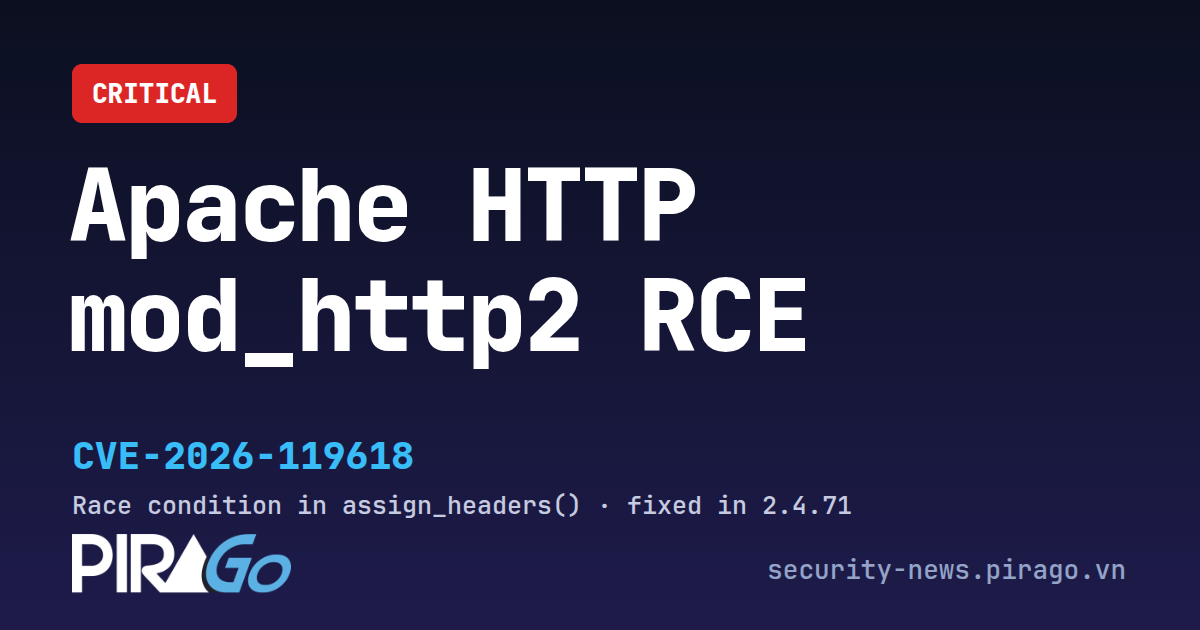 CRITICAL
Apache HTTP
mod_http2 RCE
CVE-2026-119618
Race condition in assign_headers() · fixed in 2.4.71
PIRAGO
security-news.pirago.vn